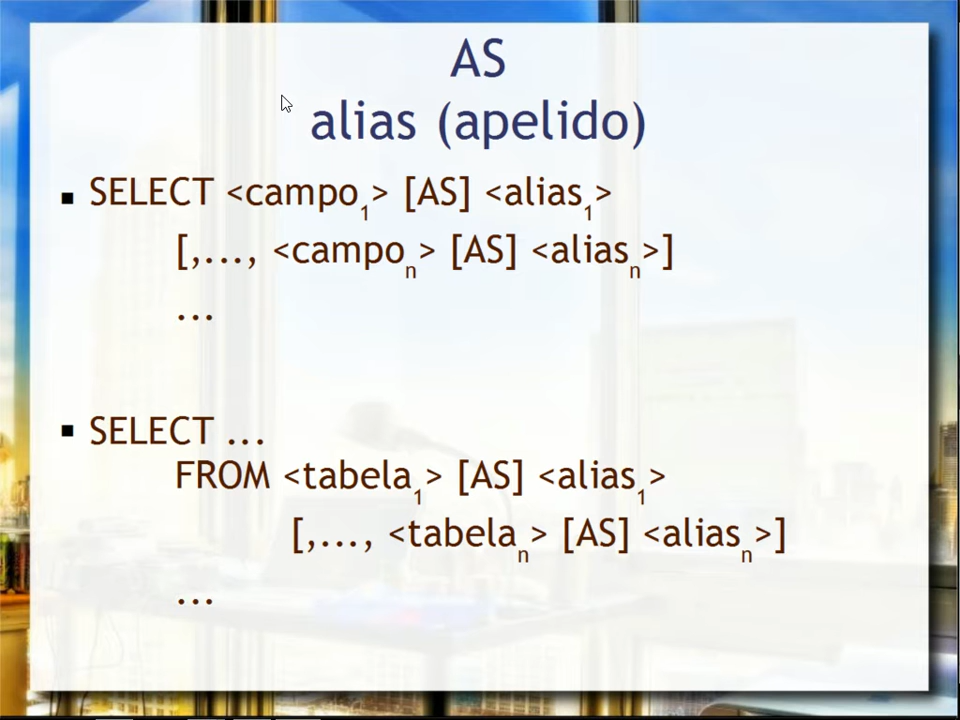 AS
alias (apelido)
▪ SELECT <campo₁> [AS] <alias₁>
[,..., <campoₙ> [AS] <aliasₙ>]
...
▪ SELECT ...
FROM <tabela₁> [AS] <alias₁>
[,..., <tabelaₙ> [AS] <aliasₙ>]
...